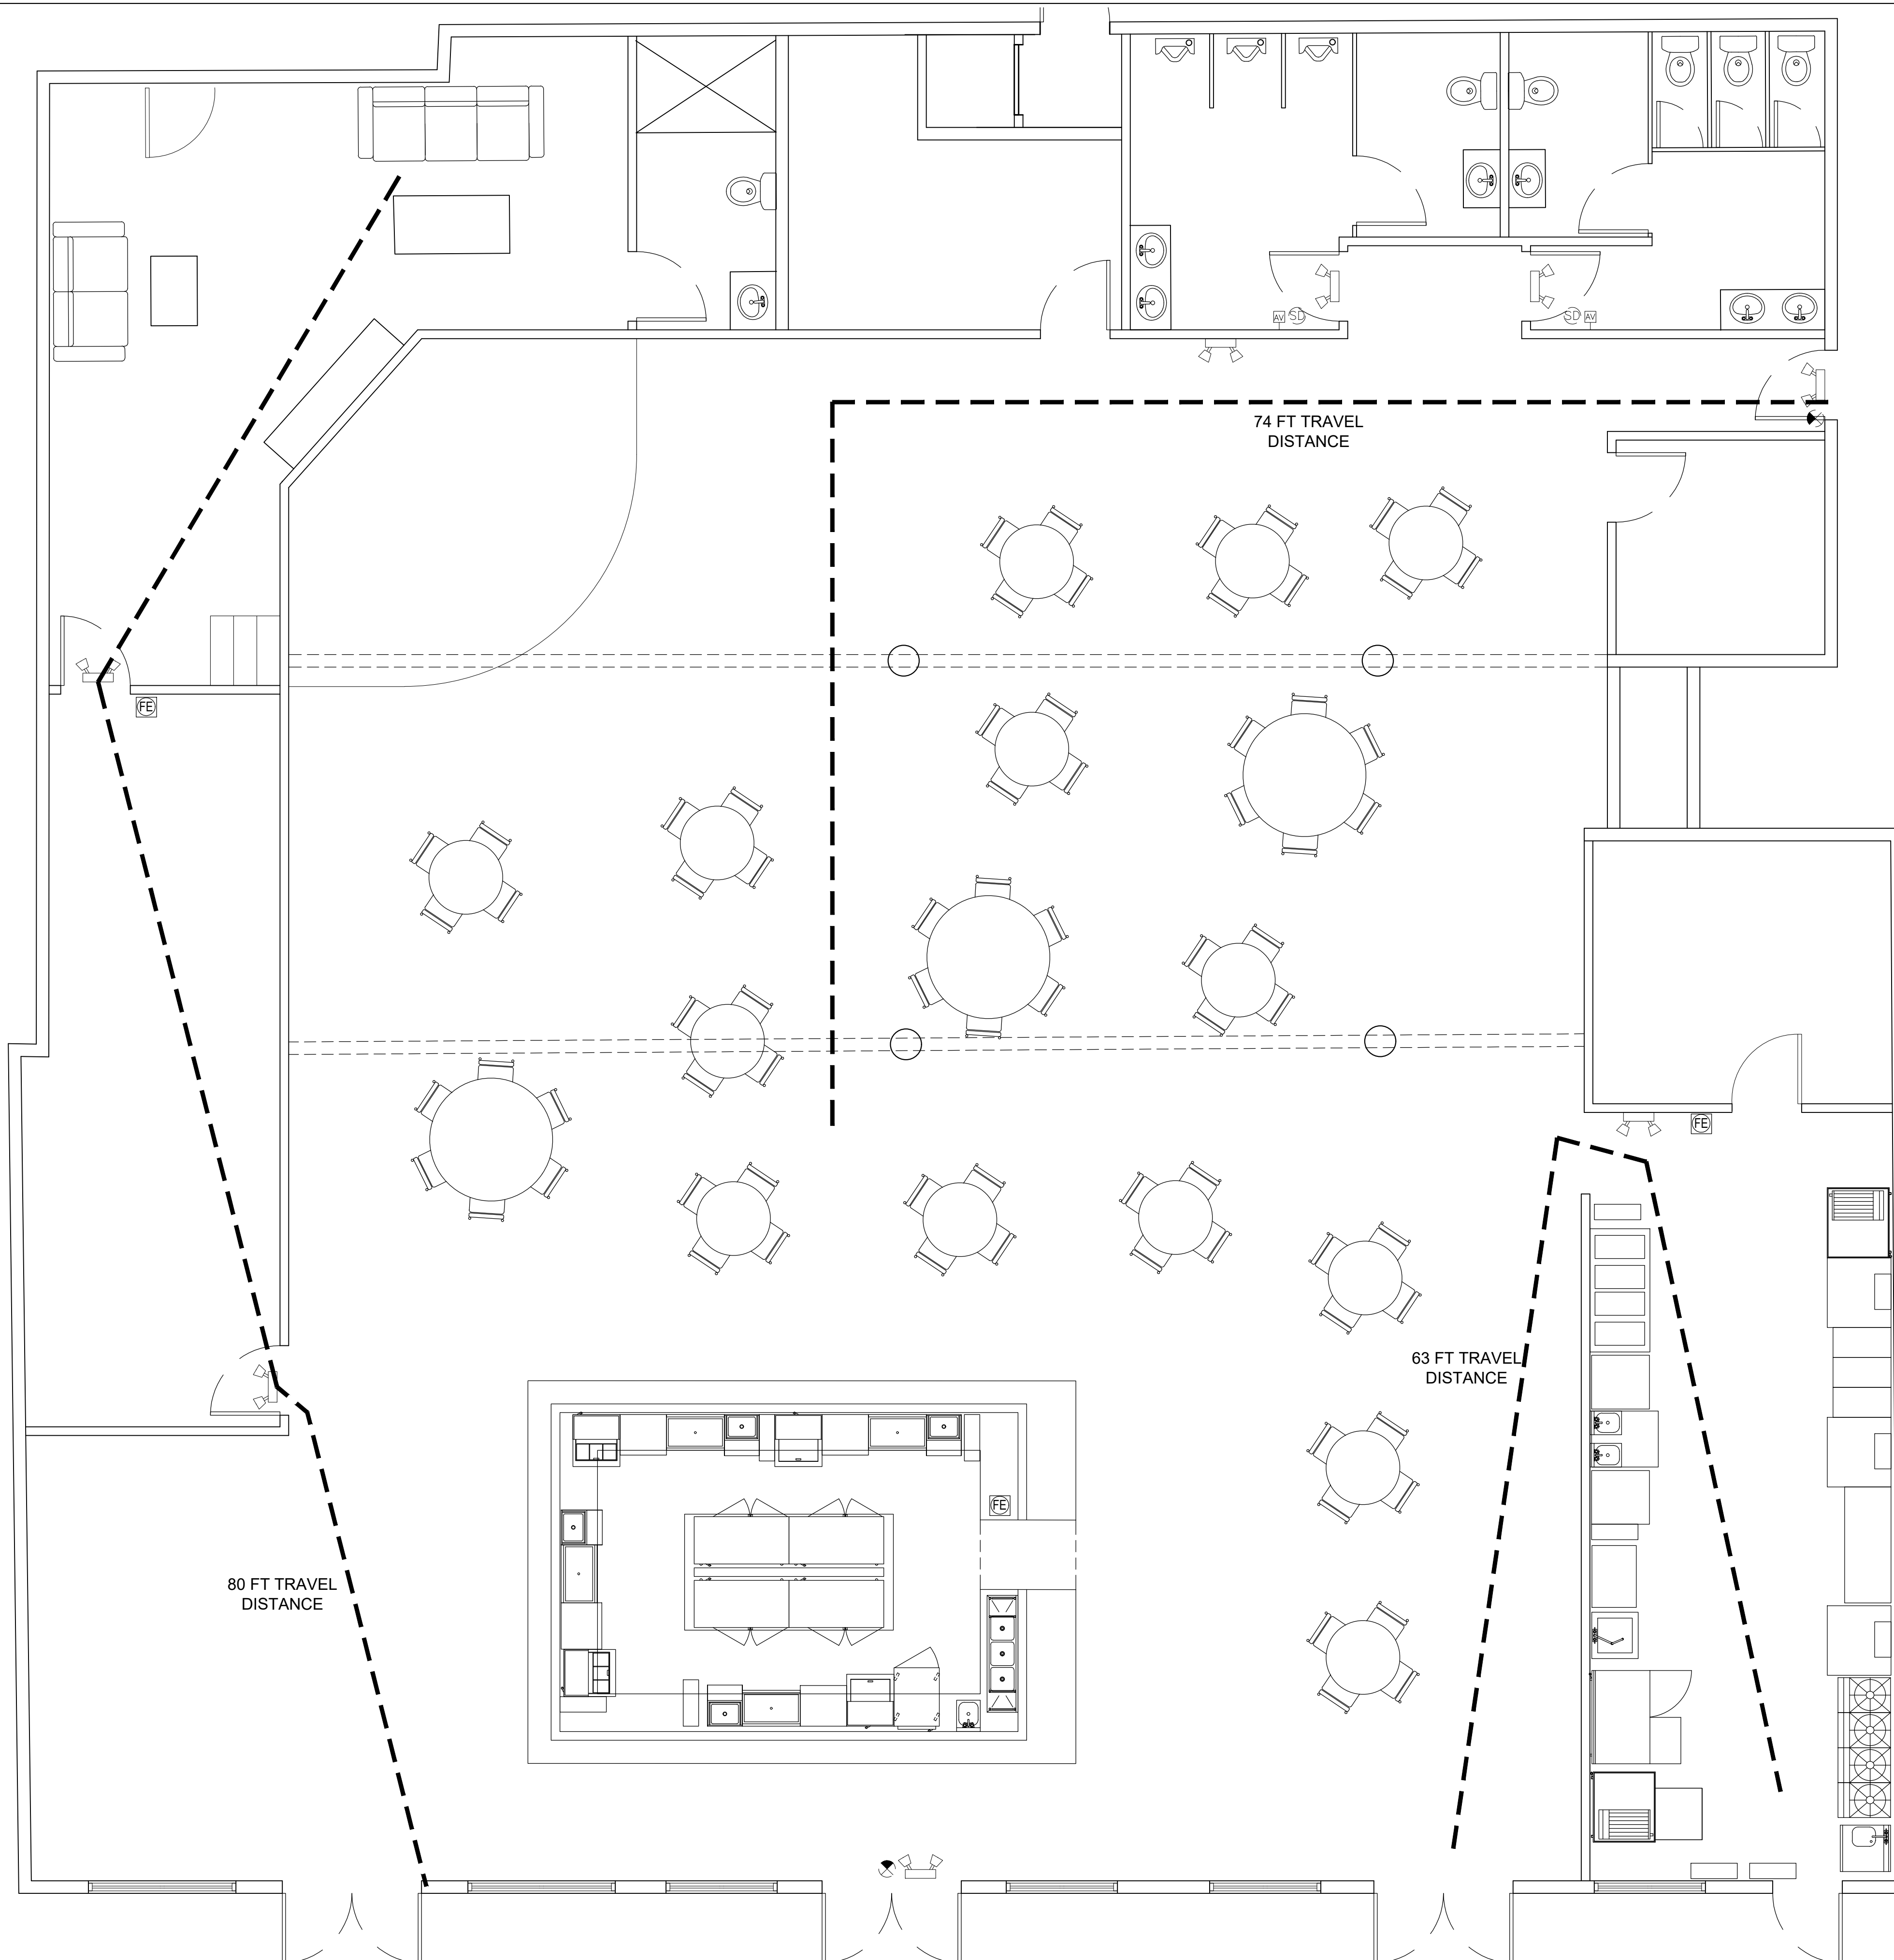 AV
SD
SD
AV
74 FT TRAVEL
DISTANCE
FE
FE
63 FT TRAVEL
DISTANCE
FE
80 FT TRAVEL
DISTANCE